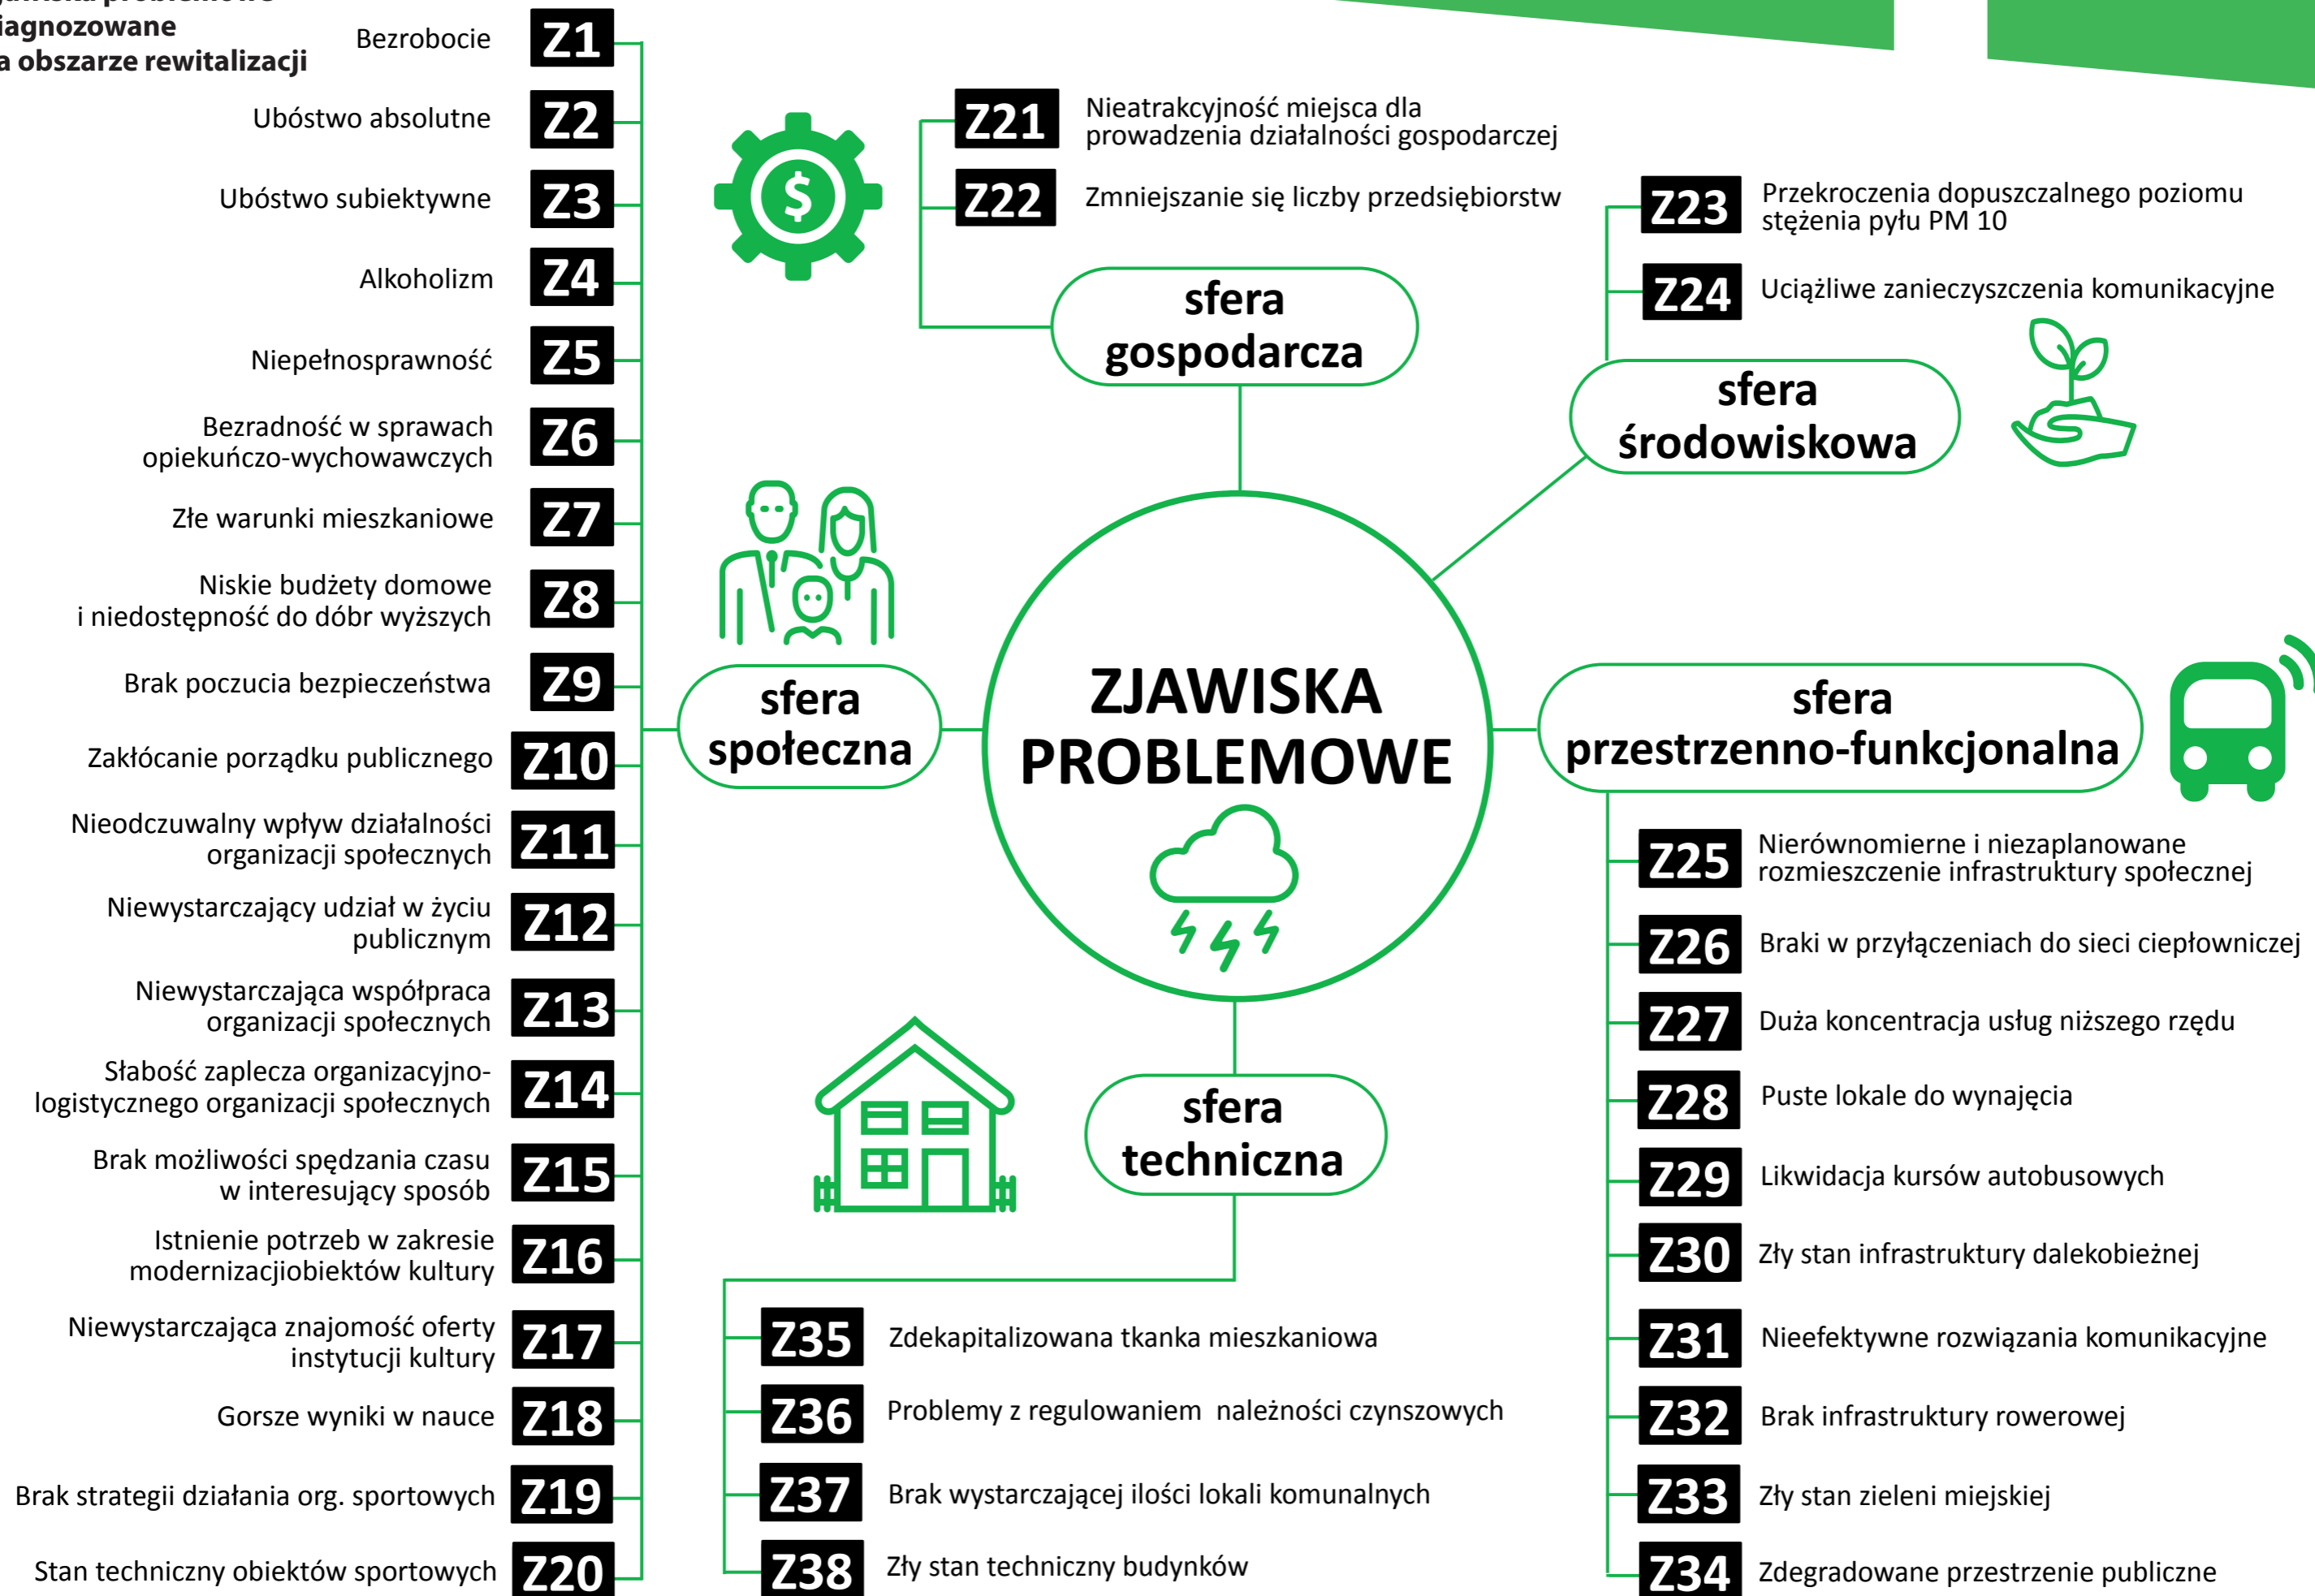 diagnozowane
obszarze rewitalizacji
Bezrobocie Z1
Ubóstwo absolutne Z2
Ubóstwo subiektywne Z3
Alkoholizm Z4
Niepełnosprawność Z5
Bezradność w sprawach
opiekuńczo-wychowawczych Z6
Złe warunki mieszkaniowe Z7
Niskie budżety domowe
i niedostępność do dóbr wyższych Z8
Brak poczucia bezpieczeństwa Z9
Zakłócanie porządku publicznego Z10
Nieodczuwalny wpływ działalności
organizacji społecznych Z11
Niewystarczający udział w życiu
publicznym Z12
Niewystarczająca współpraca
organizacji społecznych Z13
Słabość zaplecza organizacyjno-
logistycznego organizacji społecznych Z14
Brak możliwości spędzania czasu
w interesujący sposób Z15
Istnienie potrzeb w zakresie
modernizacjiobiektów kultury Z16
Niewystarczająca znajomość oferty
instytucji kultury Z17
Gorsze wyniki w nauce Z18
Brak strategii działania org. sportowych Z19
Stan techniczny obiektów sportowych Z20
sfera
społeczna
$
Z21 Nieatrakcyjność miejsca dla
prowadzenia działalności gospodarczej
Z22 Zmniejszanie się liczby przedsiębiorstw
sfera
gospodarcza
Z23 Przekroczenia dopuszczalnego poziomu
stężenia pyłu PM 10
Z24 Uciążliwe zanieczyszczenia komunikacyjne
sfera
środowiskowa
ZJAWISKA
PROBLEMOWE
sfera
przestrzenno-funkcjonalna
Z25 Nierównomierne i niezaplanowane
rozmieszczenie infrastruktury społecznej
Z26 Braki w przyłączeniach do sieci ciepłowniczej
Z27 Duża koncentracja usług niższego rzędu
Z28 Puste lokale do wynajęcia
Z29 Likwidacja kursów autobusowych
Z30 Zły stan infrastruktury dalekobieżnej
Z31 Nieefektywne rozwiązania komunikacyjne
Z32 Brak infrastruktury rowerowej
Z33 Zły stan zieleni miejskiej
Z34 Zdegradowane przestrzenie publiczne
sfera
techniczna
Z35 Zdekapitalizowana tkanka mieszkaniowa
Z36 Problemy z regulowaniem należności czynszowych
Z37 Brak wystarczającej ilości lokali komunalnych
Z38 Zły stan techniczny budynków